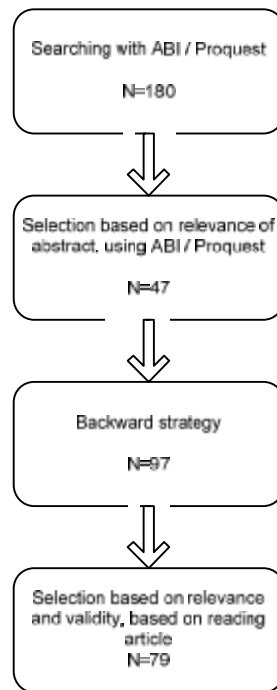 Searching with ABI / Proquest
N=180
Selection based on relevance of
abstract, using ABI / Proquest
N=47
Backward strategy
N=97
Selection based on relevance
and validity, based on reading
article
N=79